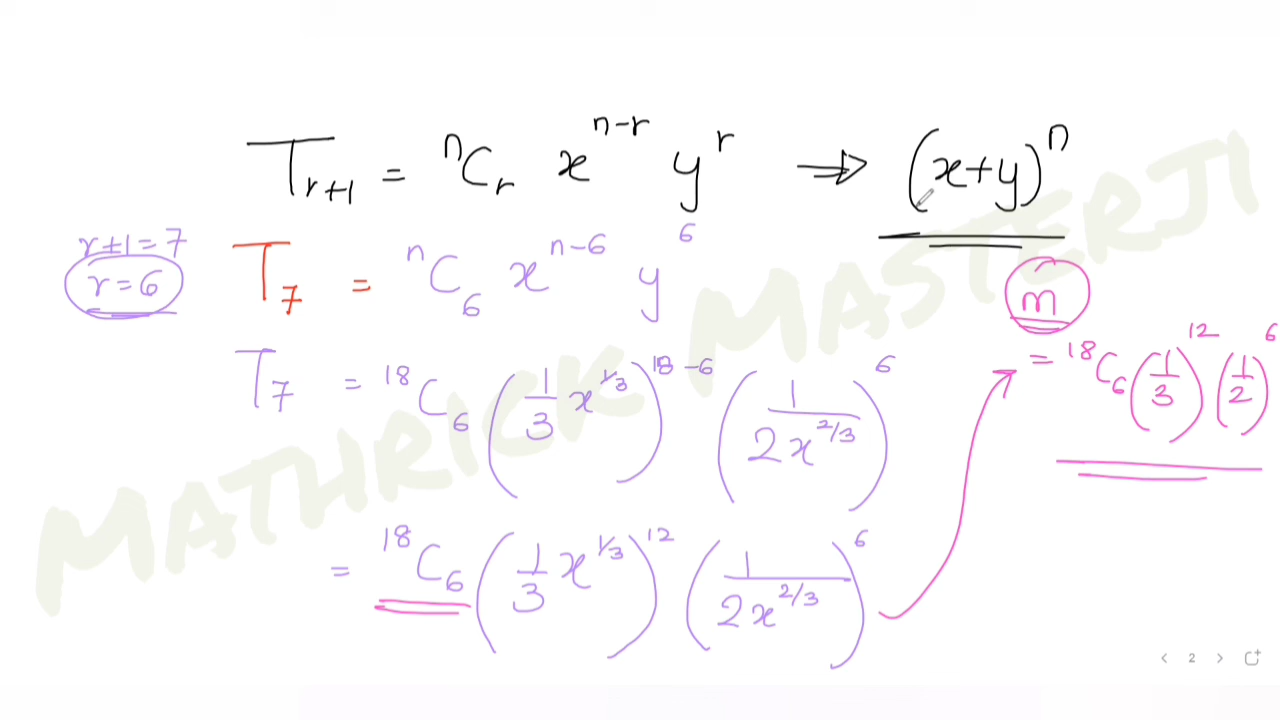 T_{r+1} = ^nC_r x^{n-r} y^r ⇒ (x+y)^n
r+1=7
r=6
T_7 = ^nC_6 x^{n-6} y^6
m
T_7 = ^{18}C_6 (1/3 x^{1/3})^{18-6} (1/2x^{2/3})^6
= ^{18}C_6 (1/3)^{12} (1/2)^6
= ^{18}C_6 (1/3 x^{1/3})^{12} (1/2x^{2/3})^6
MATHRICK MASTERJI
< 2 >